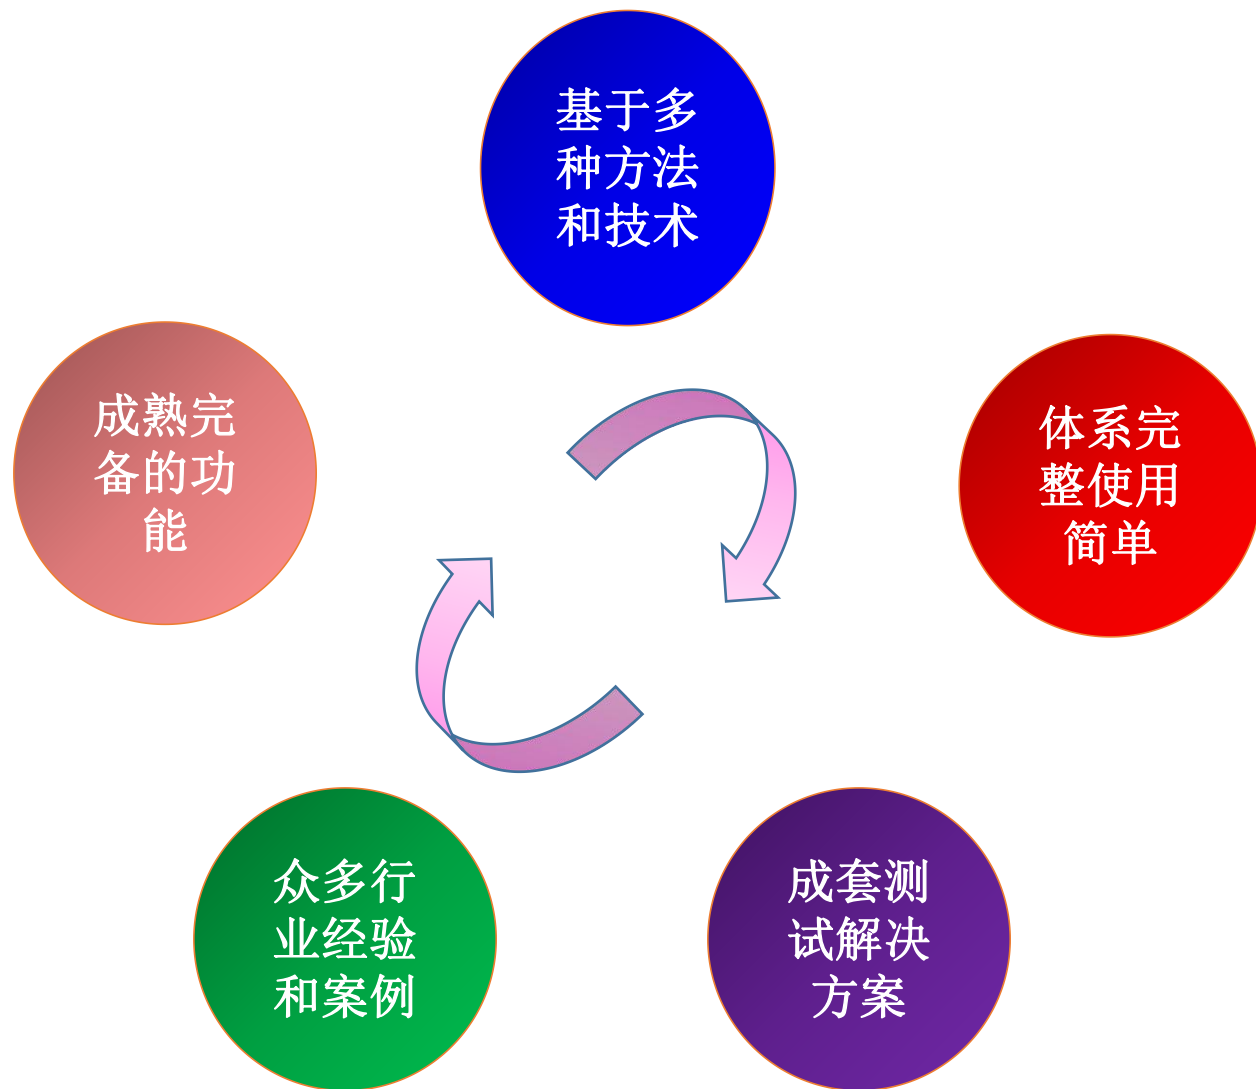 基于多
种方法
和技术
成熟完
备的功
能
体系完
整使用
简单
众多行
业经验
和案例
成套测
试解决
方案